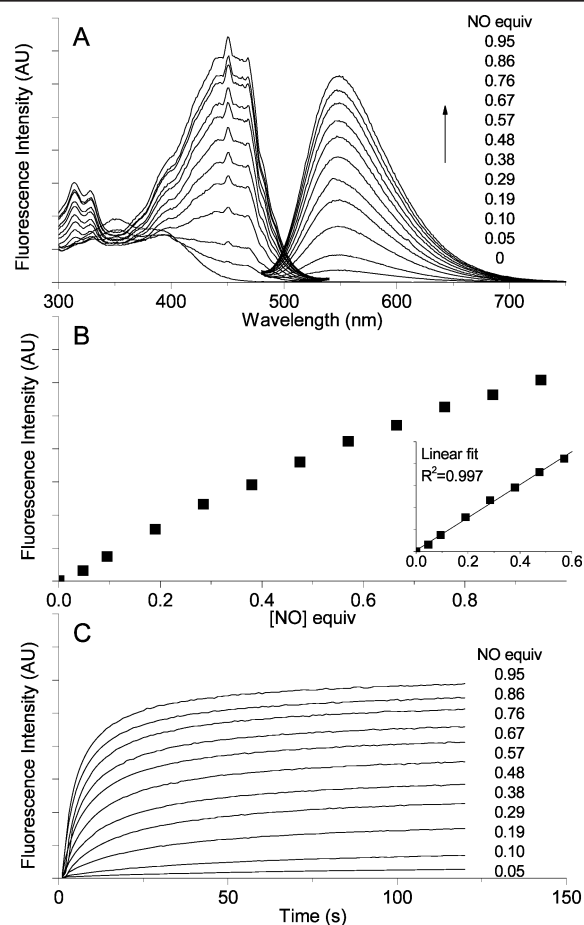 A
Fluorescence Intensity (AU)
NO equiv
0.95
0.86
0.76
0.67
0.57
0.48
0.38
0.29
0.19
0.10
0.05
0
300 400 500 600 700
Wavelength (nm)
B
Fluorescence Intensity (AU)
Linear fit
R²=0.997
0.0 0.2 0.4 0.6
0.0 0.2 0.4 0.6 0.8
[NO] equiv
C
Fluorescence Intensity (AU)
NO equiv
0.95
0.86
0.76
0.67
0.57
0.48
0.38
0.29
0.19
0.10
0.05
0 50 100 150
Time (s)